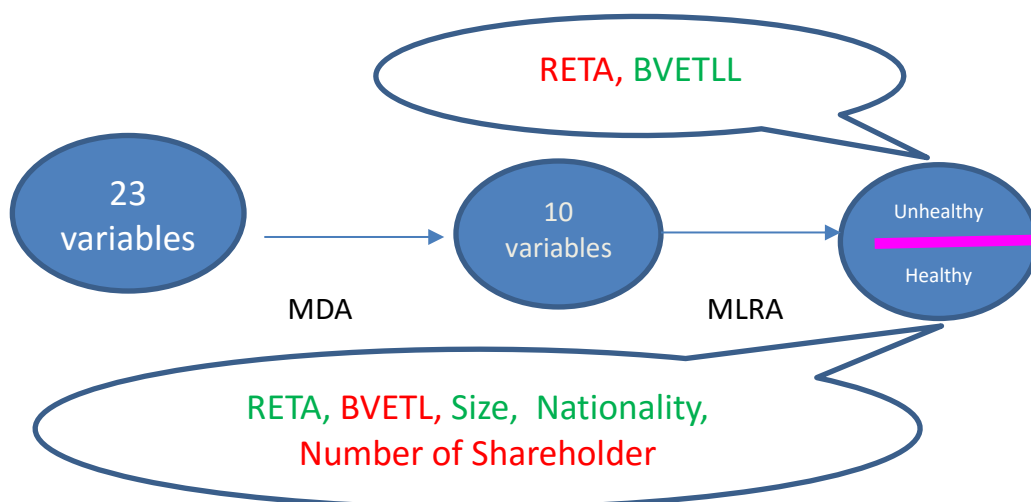 RETA, BVETLL
23
variables
10
variables
Unhealthy
Healthy
MDA
MLRA
RETA, BVETL, Size, Nationality,
Number of Shareholder